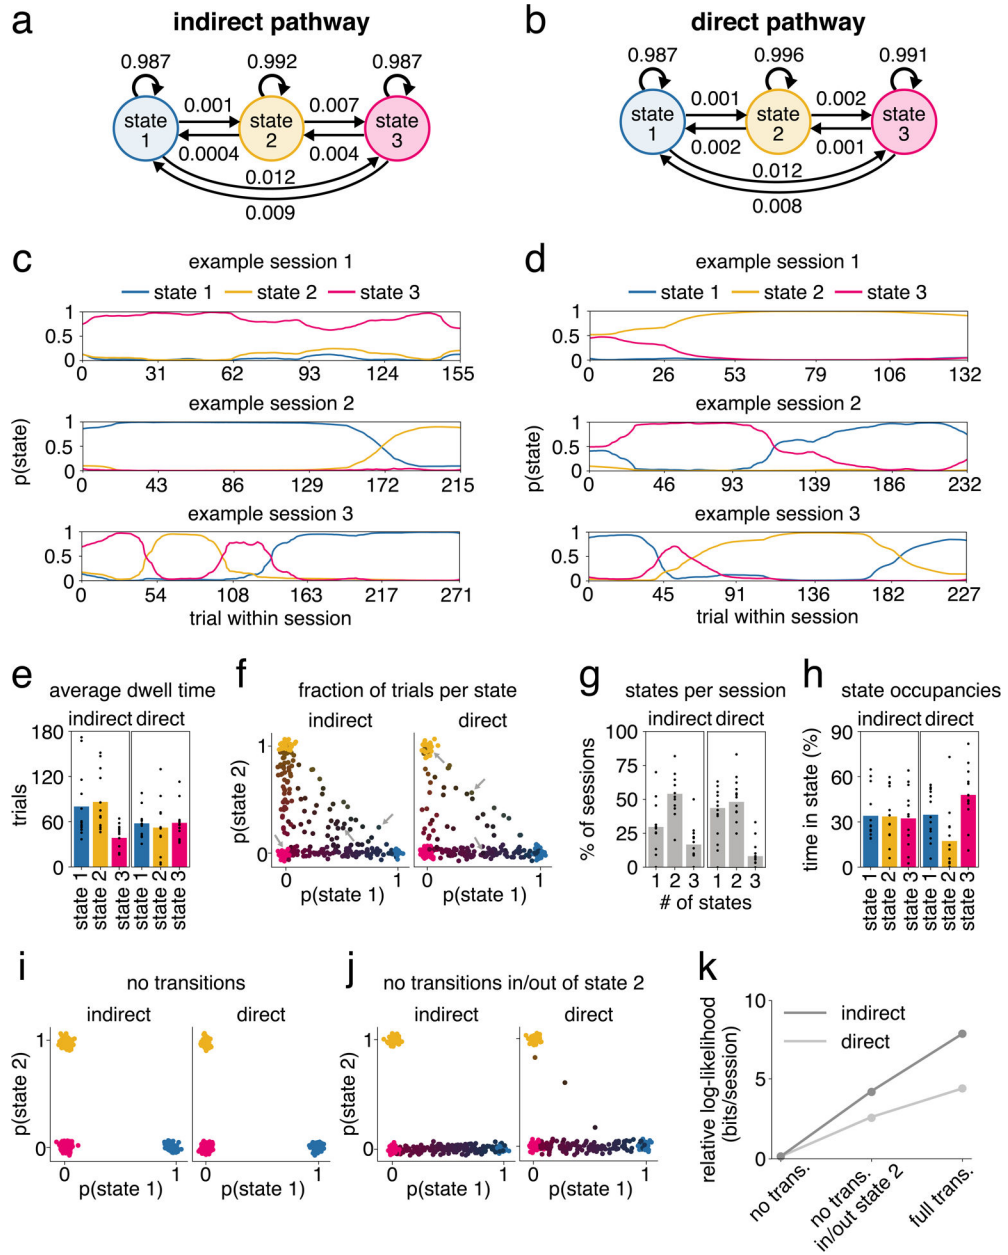 a
indirect pathway
0.987
0.992
0.987
state 1
state 2
state 3
0.001
0.007
0.0004
0.004
0.012
0.009
b
direct pathway
0.987
0.996
0.991
state 1
state 2
state 3
0.001
0.002
0.002
0.001
0.012
0.008
c
example session 1
state 1 state 2 state 3
1
0.5
0
0 31 62 93 124 155
example session 2
p(state)
1
0.5
0
0 43 86 129 172 215
example session 3
1
0.5
0
0 54 108 163 217 271
trial within session
d
example session 1
state 1 state 2 state 3
1
0.5
0
0 26 53 79 106 132
example session 2
p(state)
1
0.5
0
0 46 93 139 186 232
example session 3
1
0.5
0
0 45 91 136 182 227
trial within session
e
average dwell time
indirect direct
trials
180
120
60
0
state 1
state 2
state 3
state 1
state 2
state 3
f
fraction of trials per state
indirect direct
p(state 2)
1
0
0 1
0 1
p(state 1) p(state 1)
g
states per session
indirect direct
% of sessions
100
75
50
25
0
1 2 3 1 2 3
# of states
h
state occupancies
indirect direct
time in state (%)
90
60
30
0
state 1
state 2
state 3
state 1
state 2
state 3
i
no transitions
indirect direct
p(state 2)
1
0
0 1
0 1
p(state 1) p(state 1)
j
no transitions in/out of state 2
indirect direct
p(state 2)
1
0
0 1
0 1
p(state 1) p(state 1)
k
relative log-likelihood
(bits/session)
10
5
0
indirect
direct
no trans.
no trans.
in/out state 2
full trans.